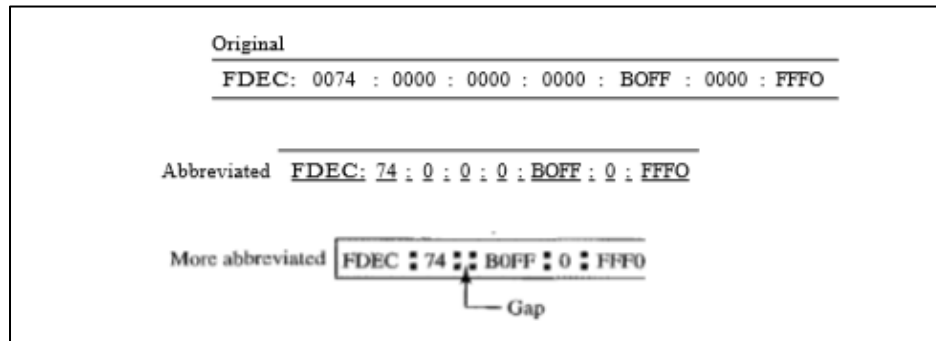 Original
FDEC: 0074 : 0000 : 0000 : 0000 : BOFF : 0000 : FFFO
Abbreviated FDEC: 74 : 0 : 0 : 0 : BOFF : 0 : FFFO
More abbreviated FDEC : 74 : : B0FF : 0 : FFF0
Gap